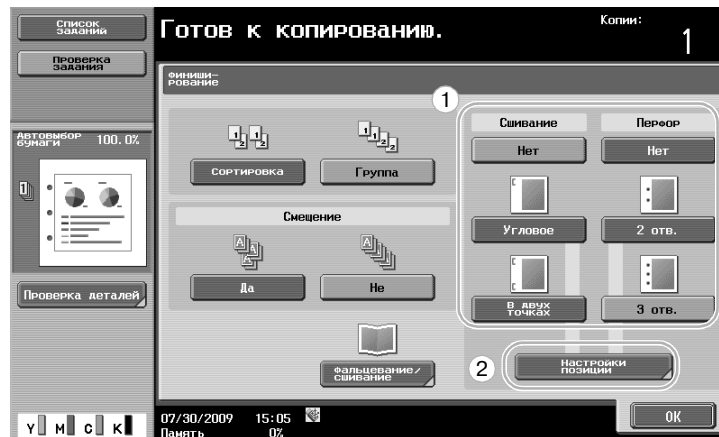 Список
заданий
Проверка
задания
Готов к копированию.
Копии:
1
Финиши-
рование
Автовыбор
бумаги
100.0%
Проверка деталей
Сортировка
Группа
Смещение
Да
Не
Фальцевание/
сшивание
1
Сшивание
Перфор
Нет
Нет
Угловое
2 отв.
В двух
точках
3 отв.
2
Настройки
позиции
OK
Y M C K
07/30/2009 15:05
Память 0%